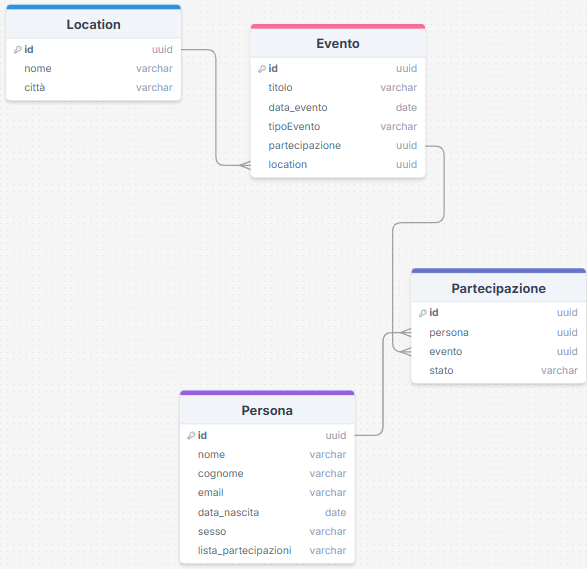 Location
id uuid
nome varchar
città varchar
Evento
id uuid
titolo varchar
data_evento date
tipoEvento varchar
partecipazione uuid
location uuid
Partecipazione
id uuid
persona uuid
evento uuid
stato varchar
Persona
id uuid
nome varchar
cognome varchar
email varchar
data_nascita date
sesso varchar
lista_partecipazioni varchar